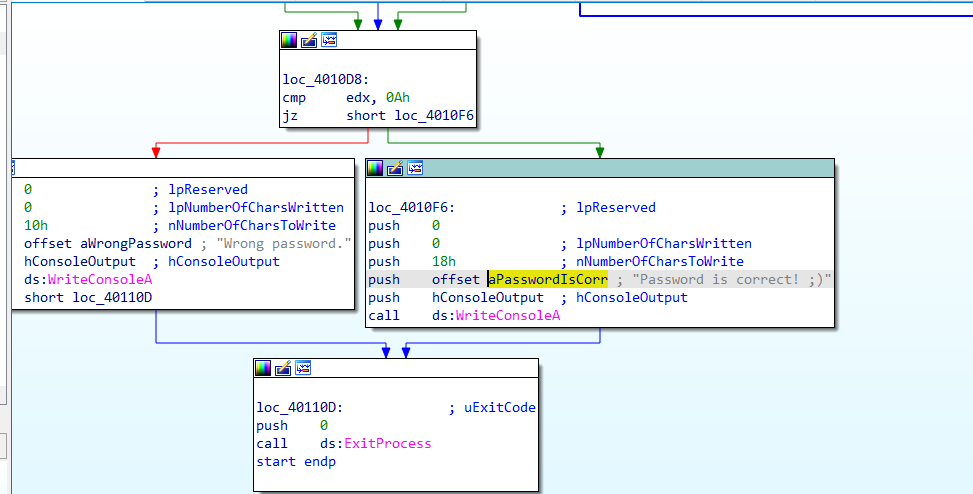 loc_4010D8:
cmp     edx, 0Ah
jz      short loc_4010F6
0               ; lpReserved
0               ; lpNumberOfCharsWritten
10h             ; nNumberOfCharsToWrite
offset aWrongPassword ; "Wrong password."
hConsoleOutput  ; hConsoleOutput
ds:WriteConsoleA
short loc_40110D
loc_4010F6:             ; lpReserved
push    0
push    0               ; lpNumberOfCharsWritten
push    18h             ; nNumberOfCharsToWrite
push    offset aPasswordIsCorr ; "Password is correct! ;)"
push    hConsoleOutput  ; hConsoleOutput
call    ds:WriteConsoleA
loc_40110D:             ; uExitCode
push    0
call    ds:ExitProcess
start endp